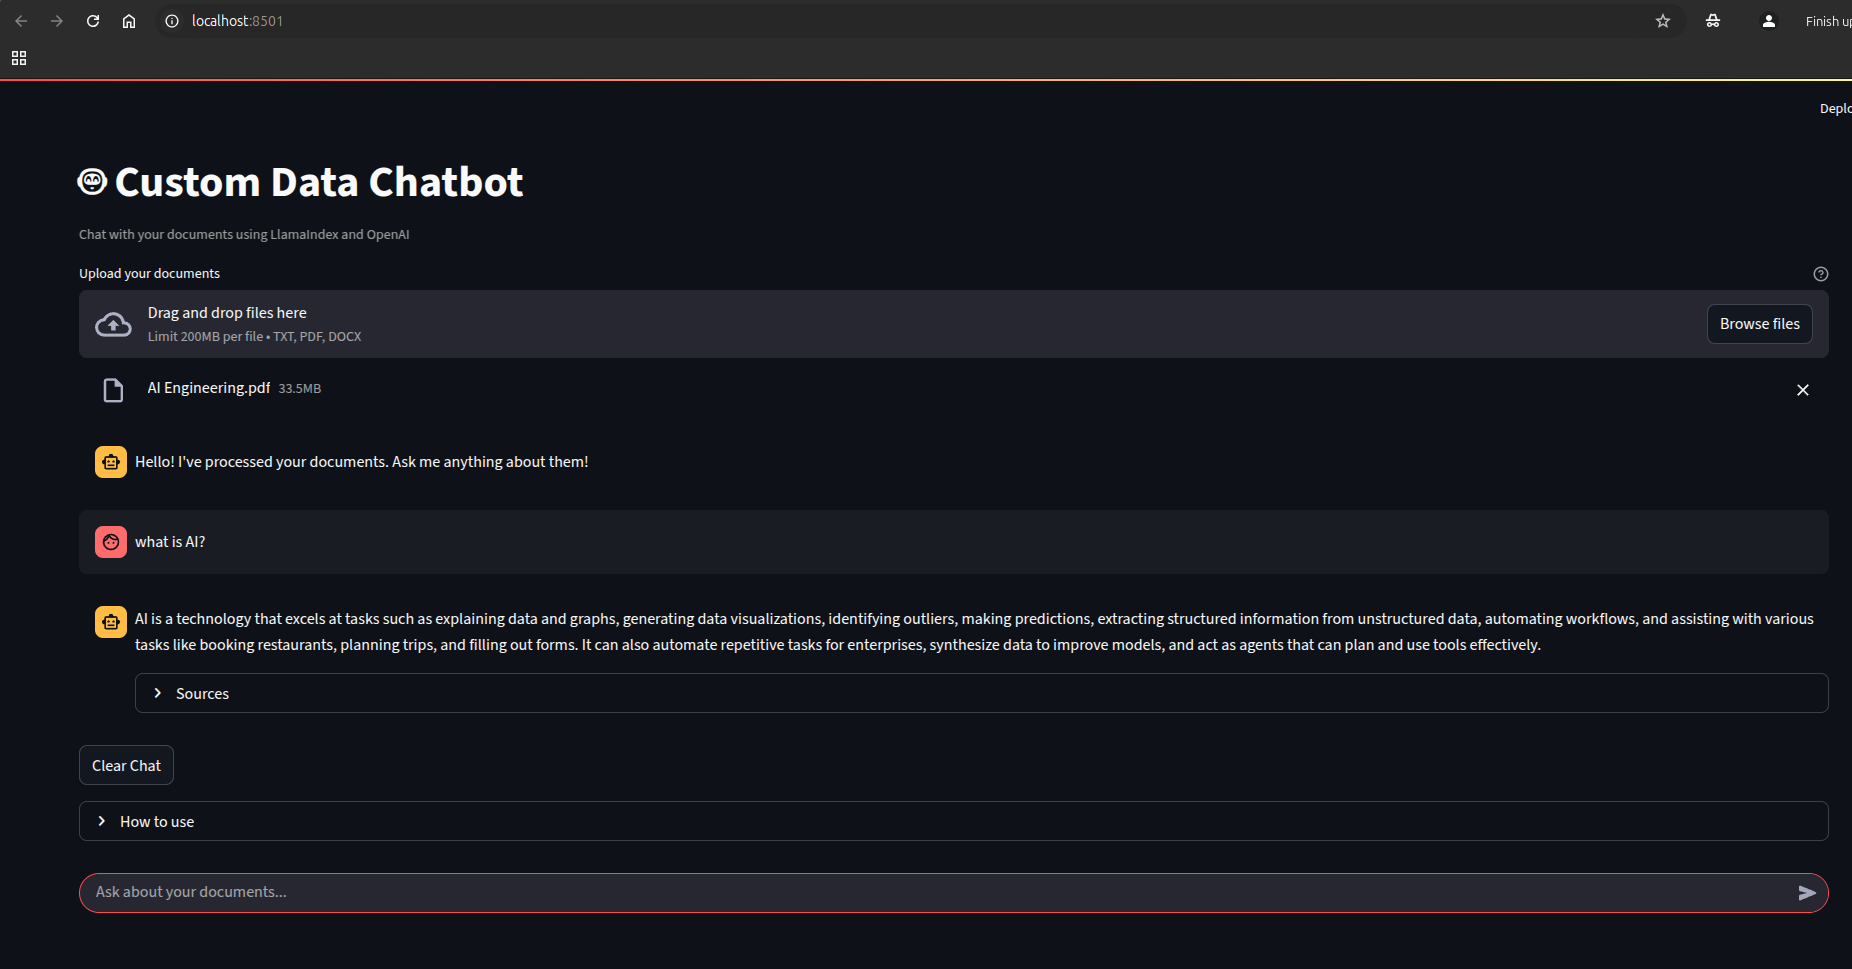 localhost:8501
Finish up
Deplo
Custom Data Chatbot
Chat with your documents using LlamaIndex and OpenAI
Upload your documents
Drag and drop files here
Limit 200MB per file • TXT, PDF, DOCX
Browse files
AI Engineering.pdf 33.5MB
Hello! I've processed your documents. Ask me anything about them!
what is AI?
AI is a technology that excels at tasks such as explaining data and graphs, generating data visualizations, identifying outliers, making predictions, extracting structured information from unstructured data, automating workflows, and assisting with various
tasks like booking restaurants, planning trips, and filling out forms. It can also automate repetitive tasks for enterprises, synthesize data to improve models, and act as agents that can plan and use tools effectively.
Sources
Clear Chat
How to use
Ask about your documents...